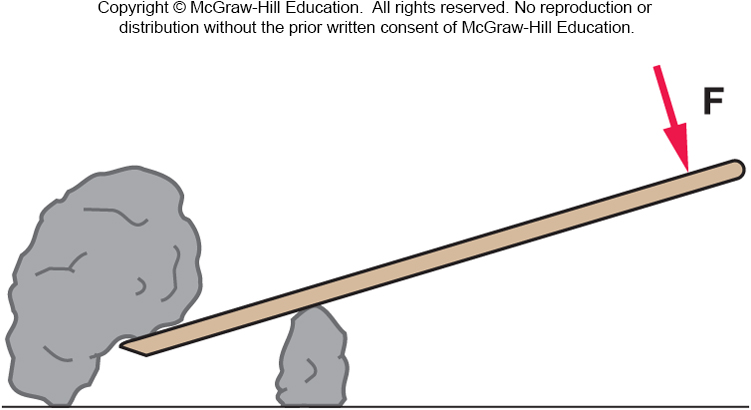 Copyright © McGraw-Hill Education.  All rights reserved. No reproduction or
distribution without the prior written consent of McGraw-Hill Education.
F